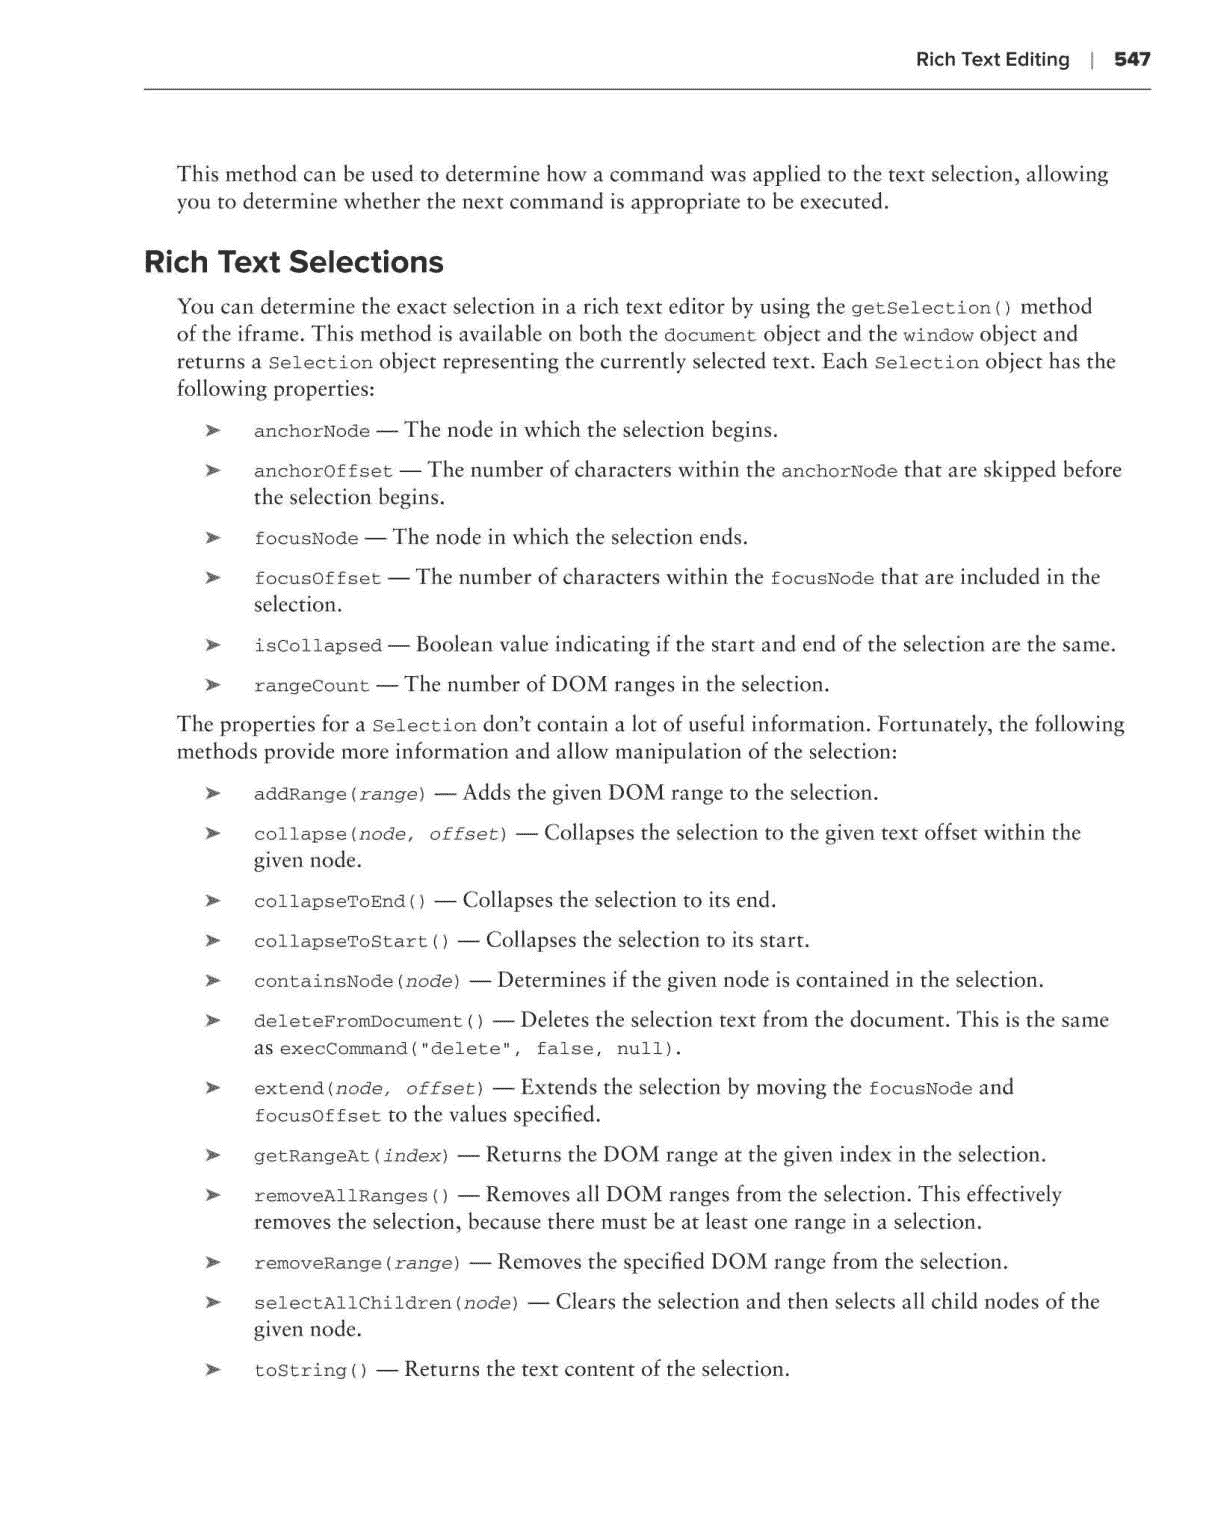 Rich Text Editing | 547
This method can be used to determine how a command was applied to the text selection, allowing
you to determine whether the next command is appropriate to be executed.
Rich Text Selections
You can determine the exact selection in a rich text editor by using the getSelection() method
of the iframe. This method is available on both the document object and the window object and
returns a Selection object representing the currently selected text. Each Selection object has the
following properties:
➤ anchorNode — The node in which the selection begins.
➤ anchorOffset — The number of characters within the anchorNode that are skipped before
the selection begins.
➤ focusNode — The node in which the selection ends.
➤ focusOffset — The number of characters within the focusNode that are included in the
selection.
➤ isCollapsed — Boolean value indicating if the start and end of the selection are the same.
➤ rangeCount — The number of DOM ranges in the selection.
The properties for a Selection don’t contain a lot of useful information. Fortunately, the following
methods provide more information and allow manipulation of the selection:
➤ addRange(range) — Adds the given DOM range to the selection.
➤ collapse(node, offset) — Collapses the selection to the given text offset within the
given node.
➤ collapseToEnd() — Collapses the selection to its end.
➤ collapseToStart() — Collapses the selection to its start.
➤ containsNode(node) — Determines if the given node is contained in the selection.
➤ deleteFromDocument() — Deletes the selection text from the document. This is the same
as execCommand("delete", false, null).
➤ extend(node, offset) — Extends the selection by moving the focusNode and
focusOffset to the values specified.
➤ getRangeAt(index) — Returns the DOM range at the given index in the selection.
➤ removeAllRanges() — Removes all DOM ranges from the selection. This effectively
removes the selection, because there must be at least one range in a selection.
➤ removeRange(range) — Removes the specified DOM range from the selection.
➤ selectAllChildren(node) — Clears the selection and then selects all child nodes of the
given node.
➤ toString() — Returns the text content of the selection.